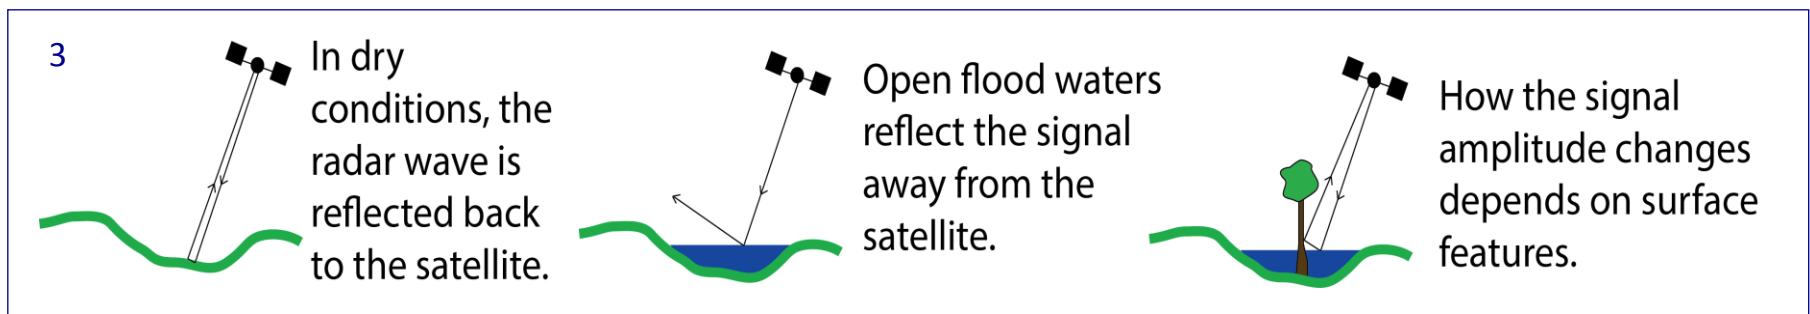 3
In dry
conditions, the
radar wave is
reflected back
to the satellite.
Open flood waters
reflect the signal
away from the
satellite.
How the signal
amplitude changes
depends on surface
features.